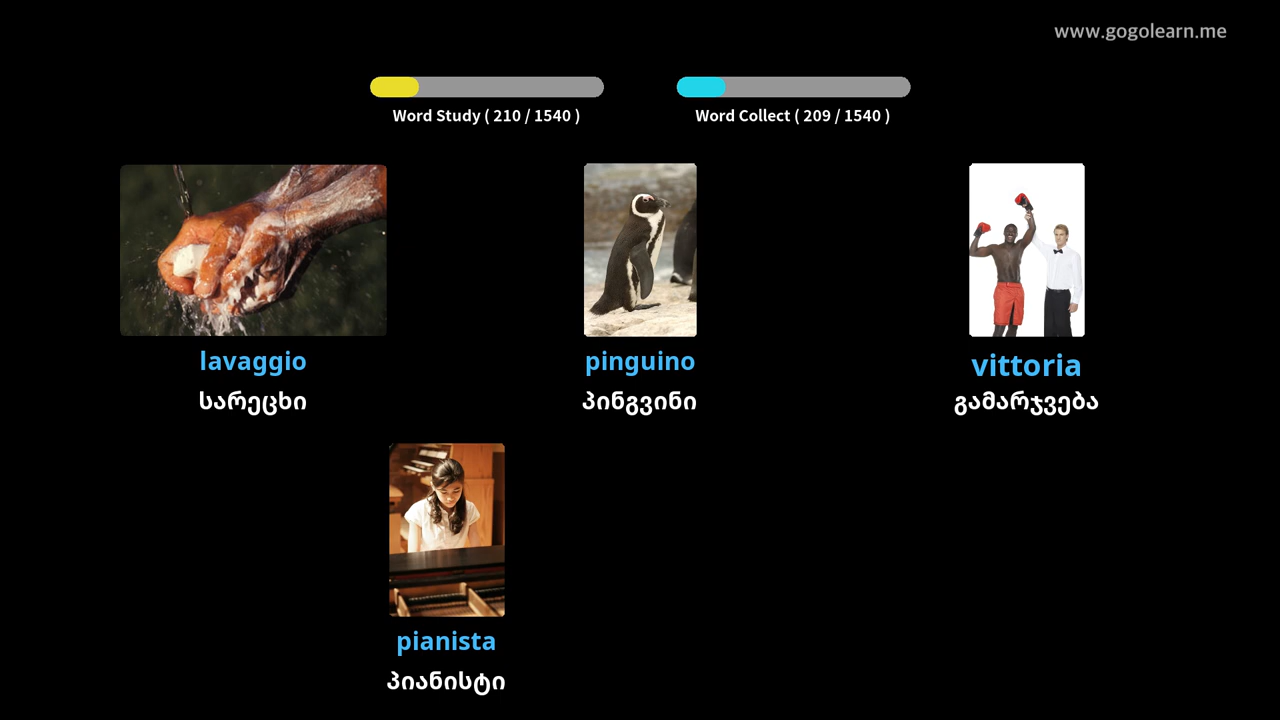 www.gogolearn.me
Word Study ( 210 / 1540 )
Word Collect ( 209 / 1540 )
lavaggio
სარეცხი
pinguino
პინგვინი
vittoria
გამარჯვება
pianista
პიანისტი